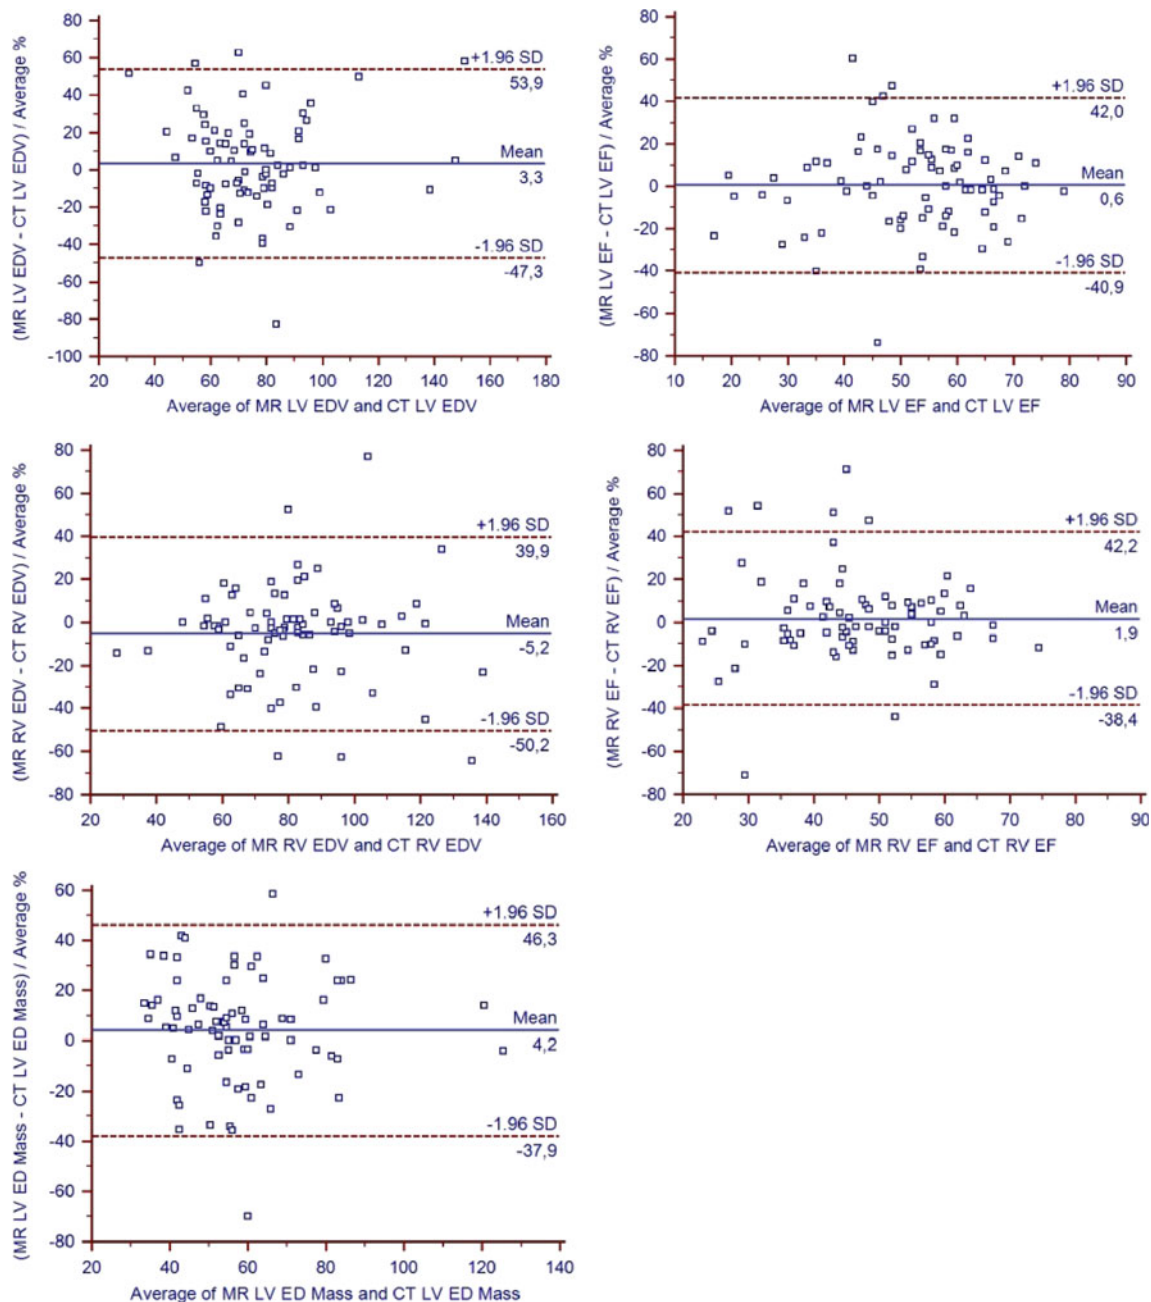 (MR LV EDV - CT LV EDV) / Average %
80
60
40
20
0
-20
-40
-60
-80
-100
+1.96 SD
53,9
Mean
3,3
-1.96 SD
-47,3
20 40 60 80 100 120 140 160 180
Average of MR LV EDV and CT LV EDV
(MR LV EF - CT LV EF) / Average %
80
60
40
20
0
-20
-40
-60
-80
+1.96 SD
42,0
Mean
0,6
-1.96 SD
-40,9
10 20 30 40 50 60 70 80 90
Average of MR LV EF and CT LV EF
(MR RV EDV - CT RV EDV) / Average %
80
60
40
20
0
-20
-40
-60
-80
+1.96 SD
39,9
Mean
-5,2
-1.96 SD
-50,2
20 40 60 80 100 120 140 160
Average of MR RV EDV and CT RV EDV
(MR RV EF - CT RV EF) / Average %
80
60
40
20
0
-20
-40
-60
-80
+1.96 SD
42,2
Mean
1,9
-1.96 SD
-38,4
20 30 40 50 60 70 80 90
Average of MR RV EF and CT RV EF
(MR LV ED Mass - CT LV ED Mass) / Average %
60
40
20
0
-20
-40
-60
-80
+1.96 SD
46,3
Mean
4,2
-1.96 SD
-37,9
20 40 60 80 100 120 140
Average of MR LV ED Mass and CT LV ED Mass